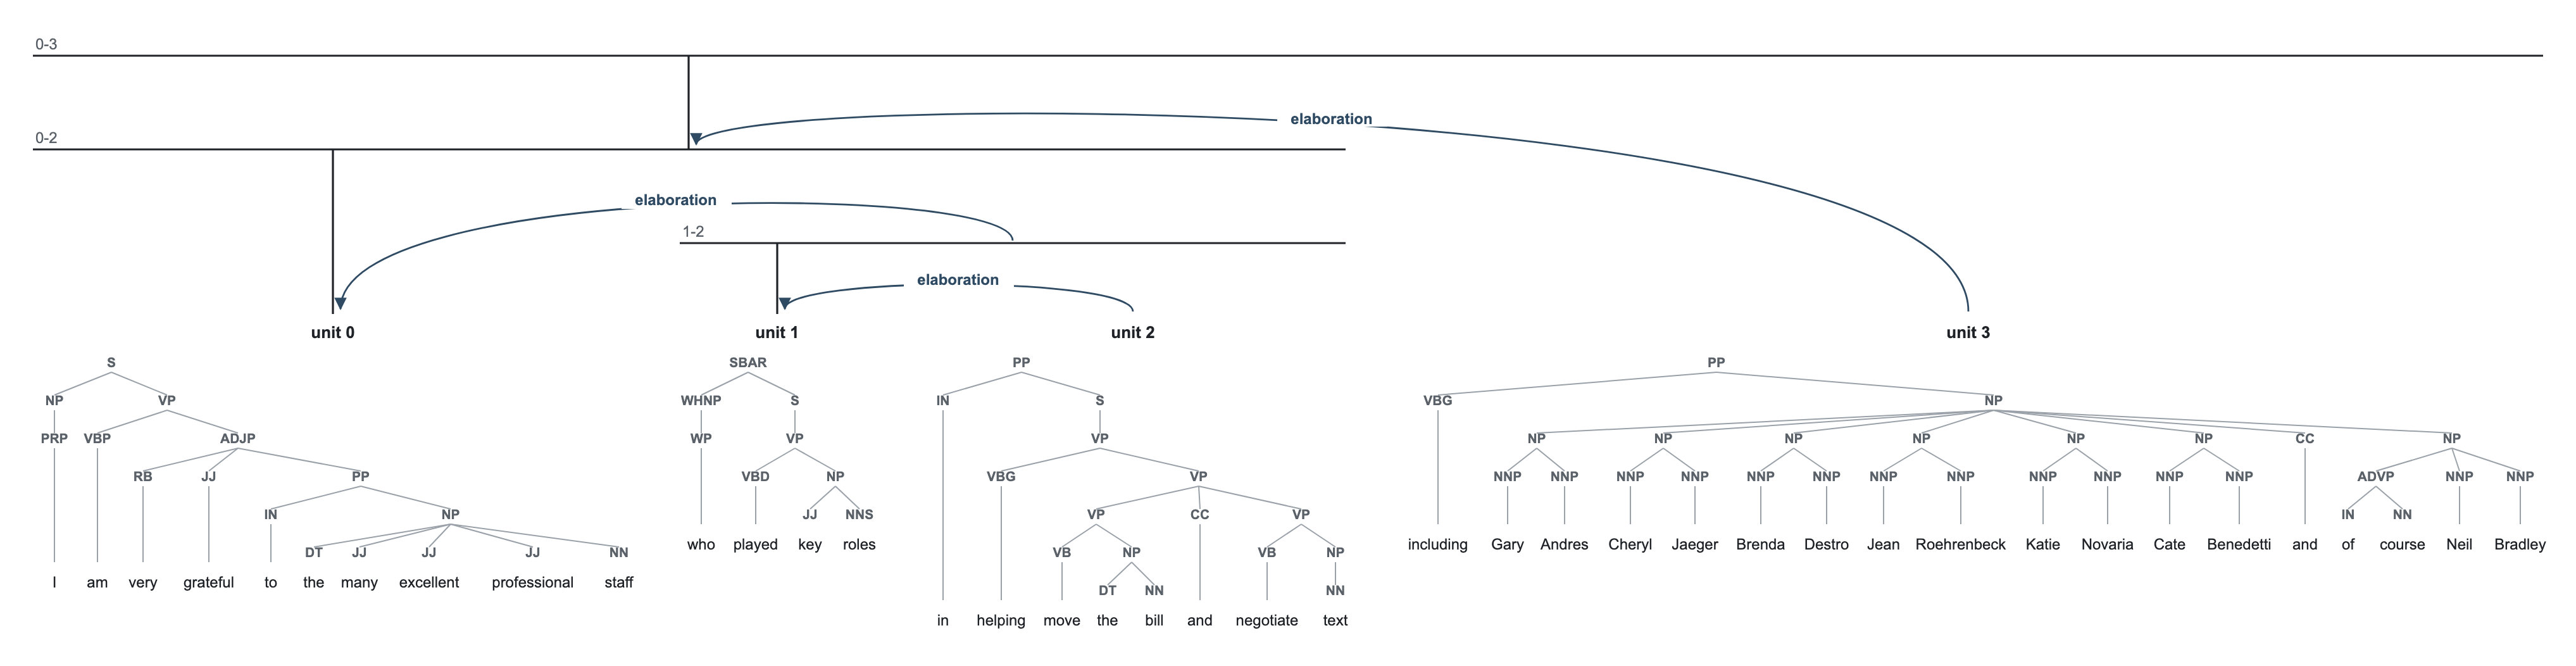 0-3
elaboration
0-2
elaboration
1-2
elaboration
unit 0 unit 1 unit 2 unit 3
S SBAR PP PP
NP VP WHNP S IN S VBG NP
PRP VBP ADJP WP VP VP NP NP NP NP NP NP CC NP
RB JJ PP VBD NP VBG VP NNP NNP NNP NNP NNP NNP NNP NNP NNP NNP NNP NNP ADVP NNP NNP
IN NP JJ NNS VP CC VP IN NN
who played key roles including Gary Andres Cheryl Jaeger Brenda Destro Jean Roehrenbeck Katie Novaria Cate Benedetti and of course Neil Bradley
DT JJ JJ JJ NN VB NP VB NP
I am very grateful to the many excellent professional staff DT NN NN
in helping move the bill and negotiate text